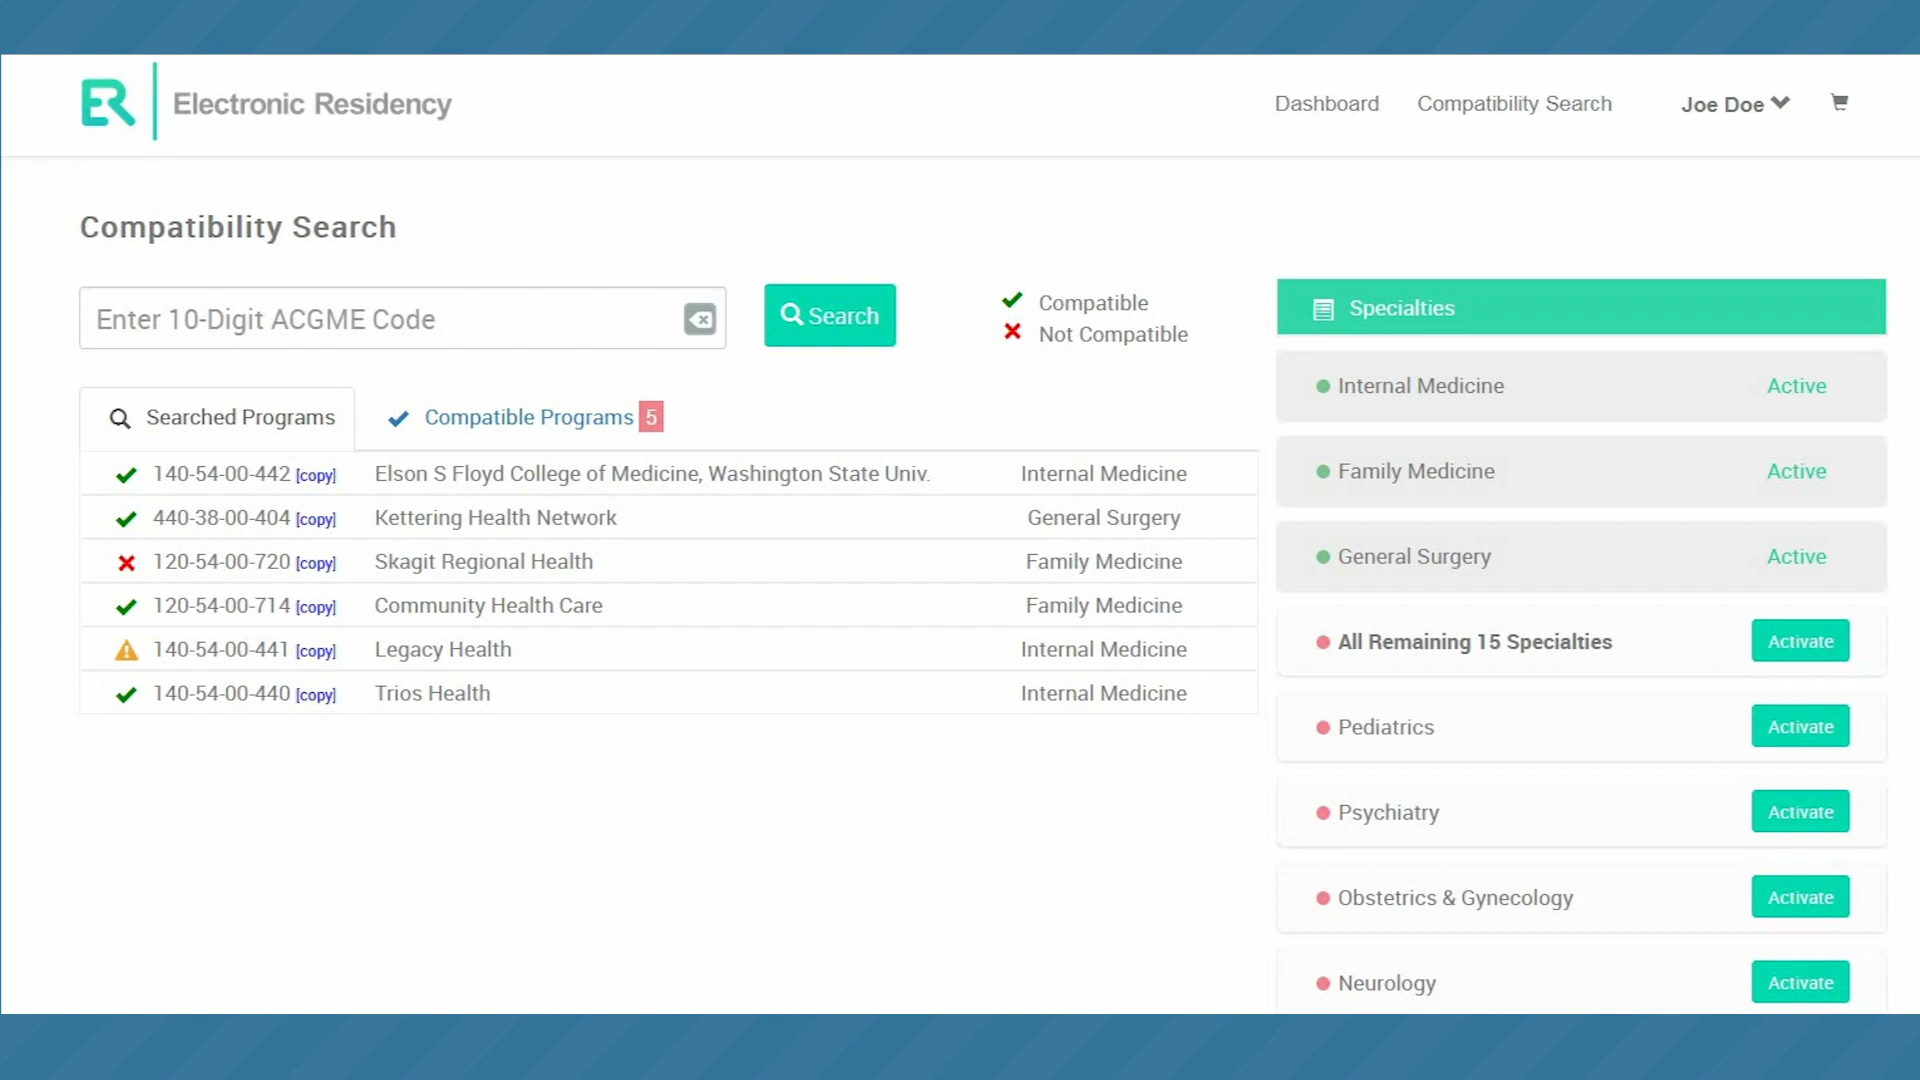 ER Electronic Residency
Dashboard Compatibility Search Joe Doe
Compatibility Search
Enter 10-Digit ACGME Code
Search
Compatible
Not Compatible
Searched Programs Compatible Programs 5
140-54-00-442 [copy] Elson S Floyd College of Medicine, Washington State Univ. Internal Medicine
440-38-00-404 [copy] Kettering Health Network General Surgery
120-54-00-720 [copy] Skagit Regional Health Family Medicine
120-54-00-714 [copy] Community Health Care Family Medicine
140-54-00-441 [copy] Legacy Health Internal Medicine
140-54-00-440 [copy] Trios Health Internal Medicine
Specialties
Internal Medicine Active
Family Medicine Active
General Surgery Active
All Remaining 15 Specialties Activate
Pediatrics Activate
Psychiatry Activate
Obstetrics & Gynecology Activate
Neurology Activate